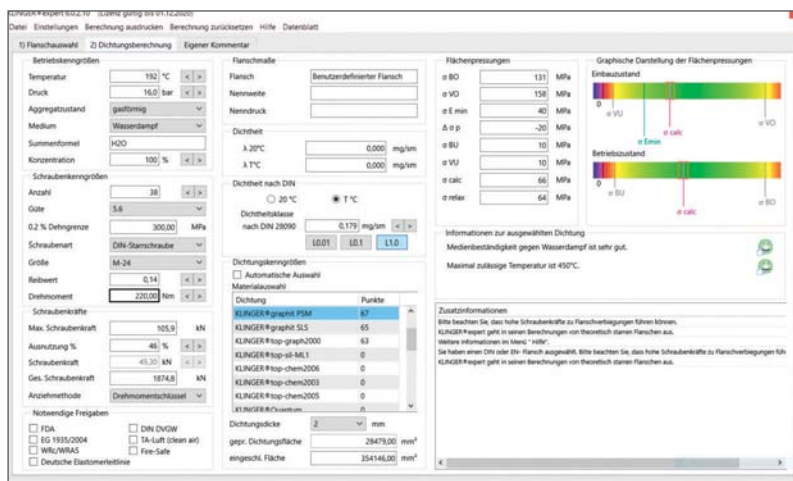 KLINGER®expert 6.0.2.10 (Lizenz gültig bis 01.12.2020)
Datei Einstellungen Berechnung ausdrucken Berechnung zurücksetzen Hilfe Datenblatt
1) Flanschauswahl 2) Dichtungsberechnung Eigener Kommentar
Betriebskenngrößen
Temperatur 192 °C < >
Druck 16,0 bar < >
Aggregatzustand gasförmig
Medium Wasserdampf
Summenformel H2O
Konzentration 100 % < >
Schraubenkenngrößen
Anzahl 38 < >
Güte 5.6
0.2 % Dehngrenze 300,00 MPa
Schraubenart DIN-Starrschraube
Größe M-24
Reibwert 0,14 < >
Drehmoment 220,00 Nm < >
Schraubenkräfte
Max. Schraubenkraft 105,9 kN
Ausnutzung % 46 % < >
Schraubenkraft 49,30 kN < >
Ges. Schraubenkraft 1874,8 kN
Anziehmethode Drehmomentschlüssel
Notwendige Freigaben
FDA DIN DVGW
EG 1935/2004 TA-Luft (clean air)
WRc/WRAS Fire-Safe
Deutsche Elastomerleitlinie
Flanschmaße
Flansch Benutzerdefinierter Flansch
Nennweite
Nenndruck
Dichtheit
λ 20°C 0,000 mg/sm
λ T°C 0,000 mg/sm
Dichtheit nach DIN
20 °C T °C
Dichtheitsklasse
nach DIN 28090 0,179 mg/sm < >
L0.01 L0.1 L1.0
Dichtungskenngrößen
Automatische Auswahl
Materialauswahl
Dichtung Punkte
KLINGER®graphit PSM 67
KLINGER®graphit SLS 65
KLINGER®top-graph2000 63
KLINGER®top-sil-ML1 0
KLINGER®top-chem2006 0
KLINGER®top-chem2003 0
KLINGER®top-chem2005 0
KLINGER®Quantum 0
Dichtungsdicke 2 mm
gepr. Dichtungsfläche 28479,00 mm²
eingeschl. Fläche 354146,00 mm²
Flächenpressungen
σ BO 131 MPa
σ VO 158 MPa
σ E min 40 MPa
Δ σ p -20 MPa
σ BU 10 MPa
σ VU 10 MPa
σ calc 66 MPa
σ relax 64 MPa
Graphische Darstellung der Flächenpressungen
Einbauzustand
0
σ VU σ VO
σ Emin
σ calc
Betriebszustand
0
σ BU σ BO
σ calc
Informationen zur ausgewählten Dichtung
Medienbeständigkeit gegen Wasserdampf ist sehr gut.
Maximal zulässige Temperatur ist 450°C.
Zusatzinformationen
Bitte beachten Sie, dass hohe Schraubenkräfte zu Flanschverbiegungen führen können.
KLINGER®expert geht in seinen Berechnungen von theoretisch starren Flanschen aus.
Weitere Informationen im Menü " Hilfe".
Sie haben einen DIN oder EN- Flansch ausgewählt. Bitte beachten Sie, dass hohe Schraubenkräfte zu Flanschverbiegungen füh
KLINGER®expert geht in seinen Berechnungen von theoretisch starren Flanschen aus.